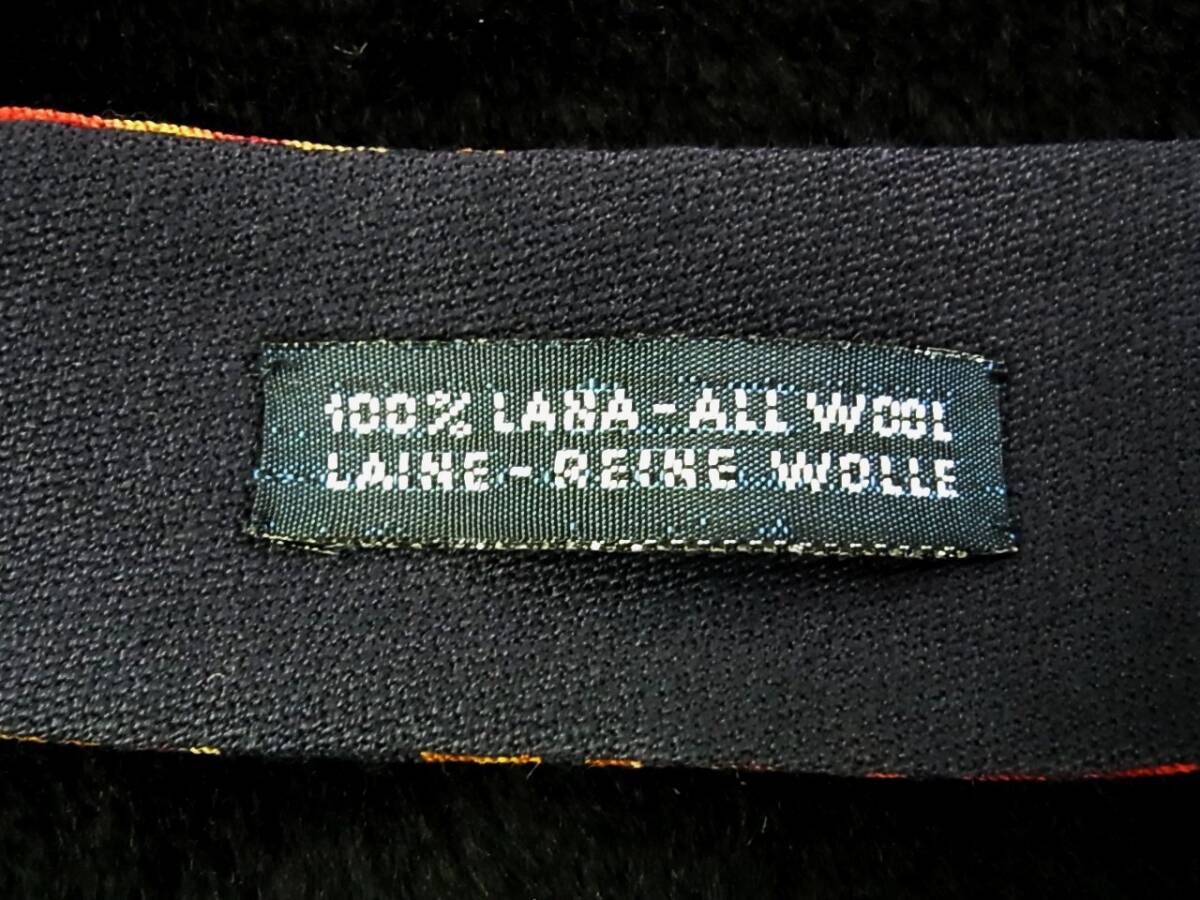 100% LANA - ALL WOOL
LAINE - REINE WOLLE